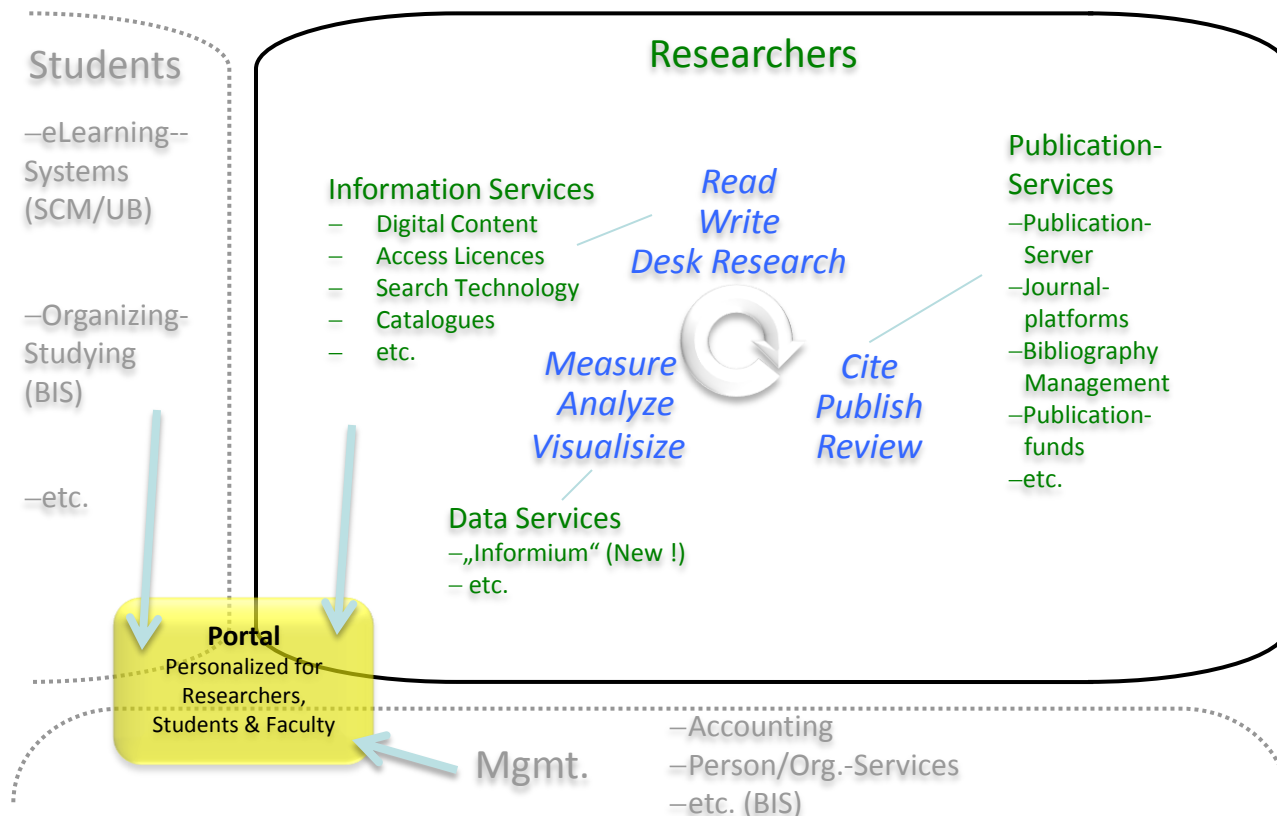 Students
–eLearning--
Systems
(SCM/UB)
–Organizing-
Studying
(BIS)
–etc.
Researchers
Information Services
– Digital Content
– Access Licences
– Search Technology
– Catalogues
– etc.
Read
Write
Desk Research
Measure
Analyze
Visualisize
Cite
Publish
Review
Publication-
Services
–Publication-
Server
–Journal-
platforms
–Bibliography
Management
–Publication-
funds
–etc.
Data Services
–„Informium“ (New !)
– etc.
Portal
Personalized for
Researchers,
Students & Faculty
Mgmt.
–Accounting
–Person/Org.-Services
–etc. (BIS)